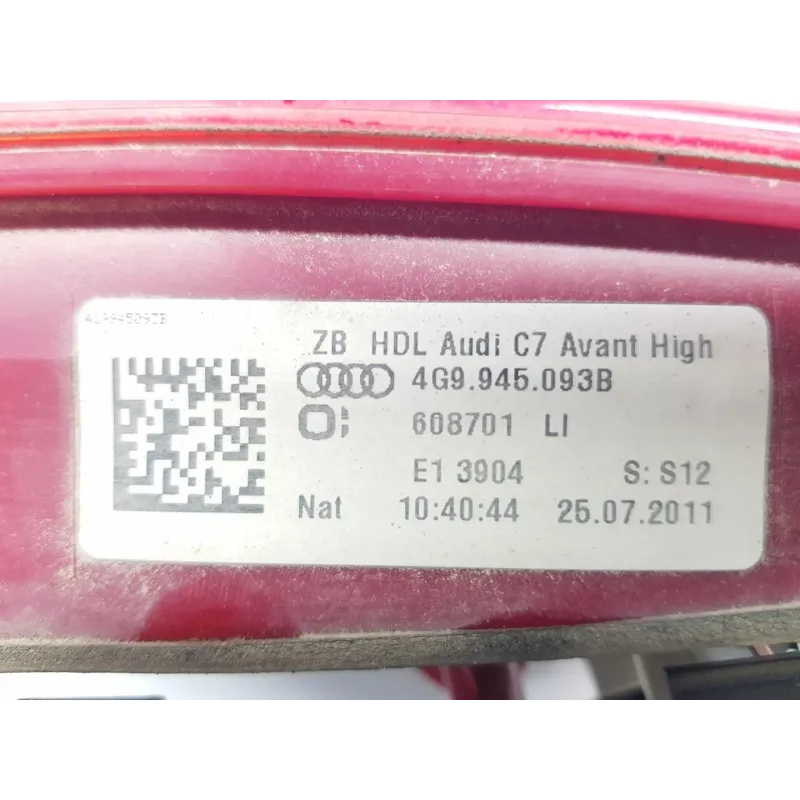 ZB HDL Audi C7 Avant High
4G9.945.093B
608701 LI
E1 3904 S: S12
Nat 10:40:44 25.07.2011